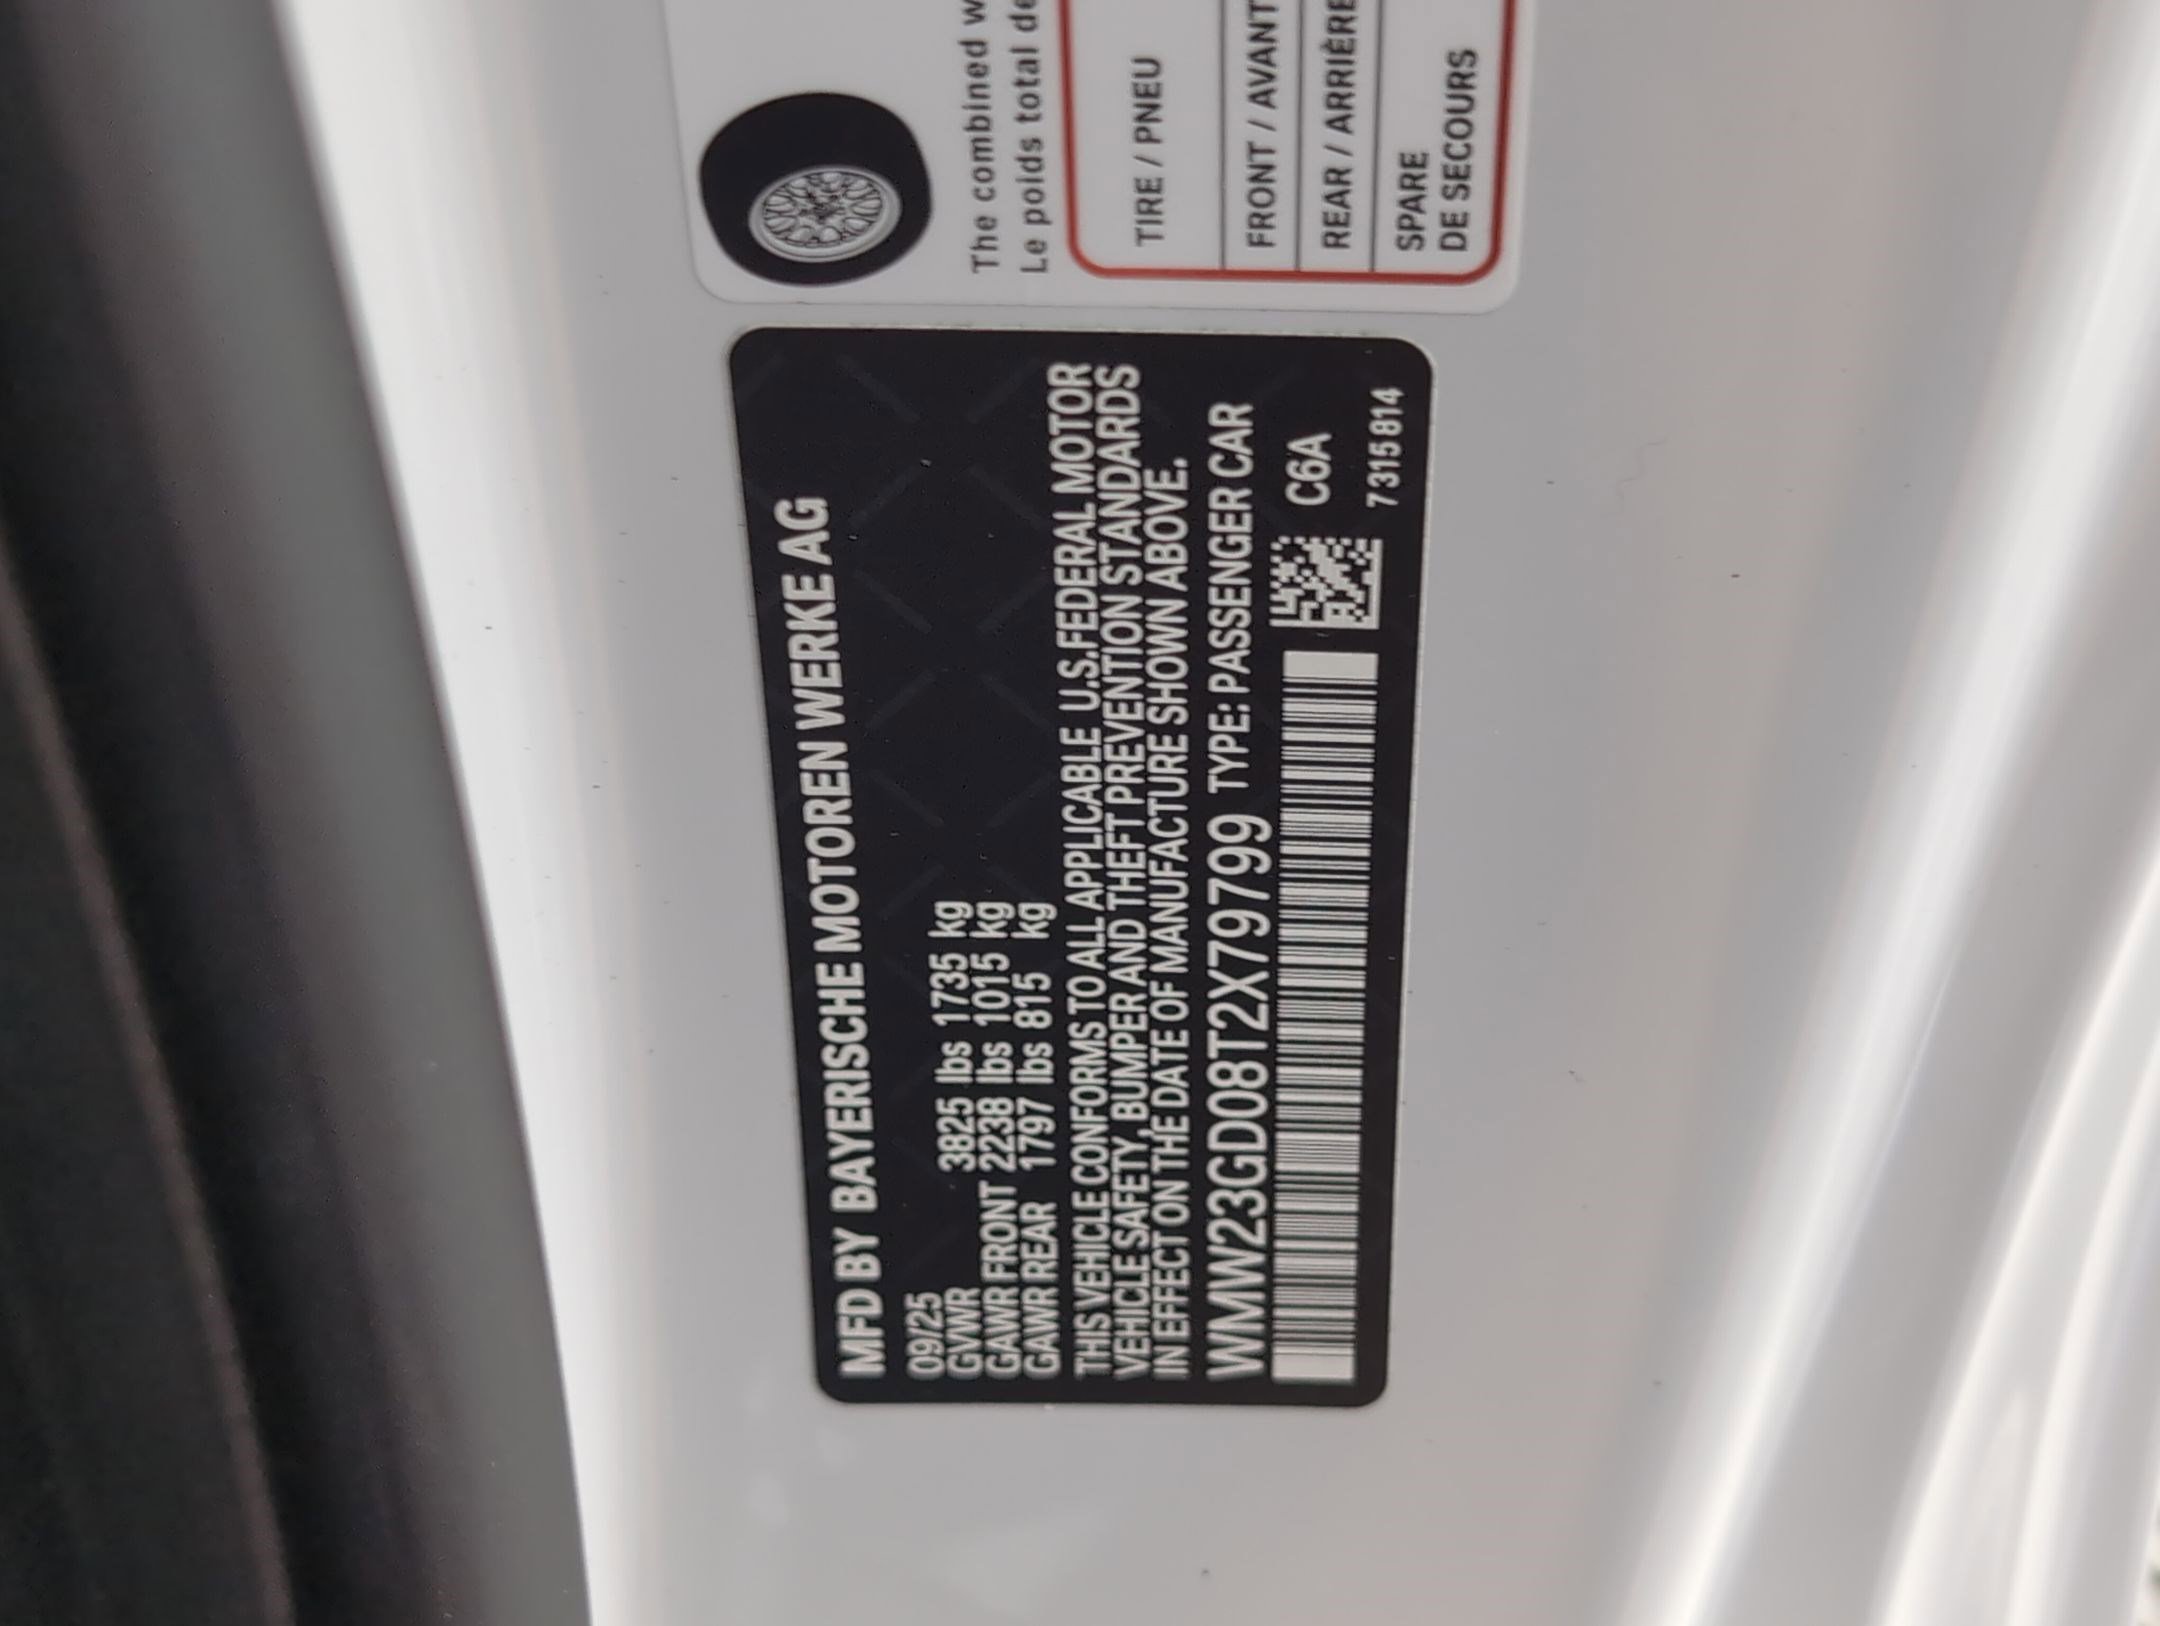 The combined w
Le poids total de
TIRE / PNEU
FRONT / AVANT
REAR / ARRIÈRE
SPARE
DE SECOURS
MFD BY BAYERISCHE MOTOREN WERKE AG
09/25
GVWR 3825 lbs 1735 kg
GAWR FRONT 2238 lbs 1015 kg
GAWR REAR 1797 lbs 815 kg
THIS VEHICLE CONFORMS TO ALL APPLICABLE U.S.FEDERAL MOTOR
VEHICLE SAFETY, BUMPER AND THEFT PREVENTION STANDARDS
IN EFFECT ON THE DATE OF MANUFACTURE SHOWN ABOVE.
WMW23GD08T2X79799 TYPE: PASSENGER CAR
C6A
7315814